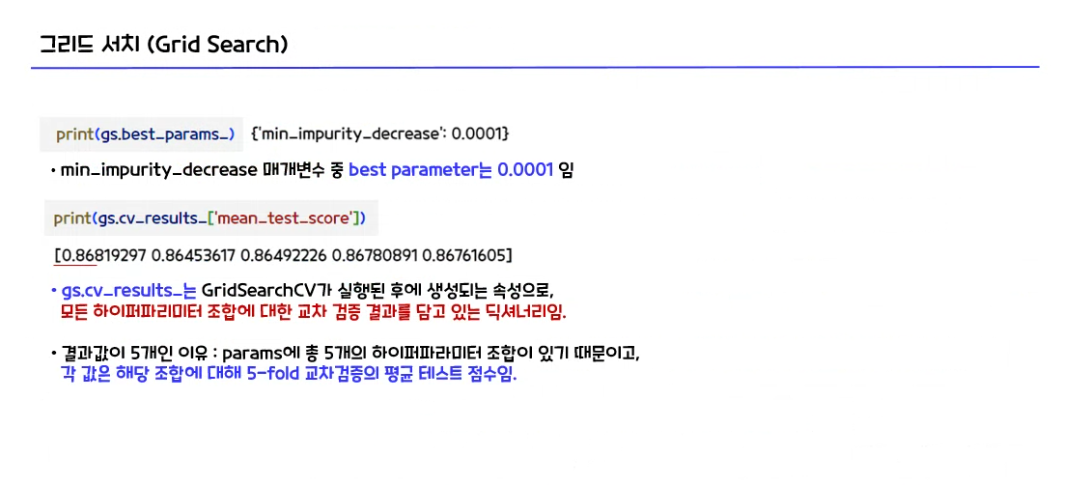 그리드 서치 (Grid Search)
print(gs.best_params_) {'min_impurity_decrease': 0.0001}
• min_impurity_decrease 매개변수 중 best parameter는 0.0001 임
print(gs.cv_results_['mean_test_score'])
[0.86819297 0.86453617 0.86492226 0.86780891 0.86761605]
• gs.cv_results_는 GridSearchCV가 실행된 후에 생성되는 속성으로,
모든 하이퍼파리미터 조합에 대한 교차 검증 결과를 담고 있는 딕셔너리임.
• 결과값이 5개인 이유 : params에 총 5개의 하이퍼파라미터 조합이 있기 때문이고,
각 값은 해당 조합에 대해 5-fold 교차검증의 평균 테스트 점수임.